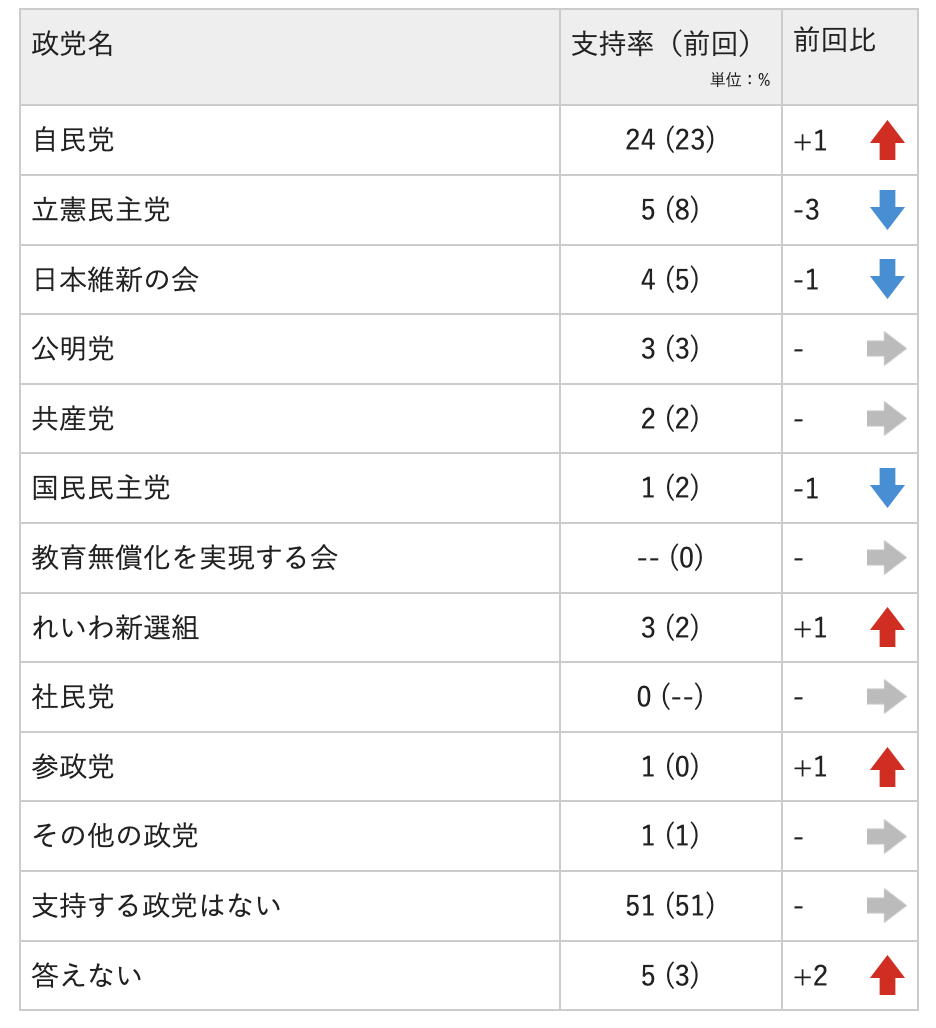 政党名 支持率（前回） 前回比
単位：%
自民党 24 (23) +1
立憲民主党 5 (8) -3
日本維新の会 4 (5) -1
公明党 3 (3) -
共産党 2 (2) -
国民民主党 1 (2) -1
教育無償化を実現する会 -- (0) -
れいわ新選組 3 (2) +1
社民党 0 (--) -
参政党 1 (0) +1
その他の政党 1 (1) -
支持する政党はない 51 (51) -
答えない 5 (3) +2